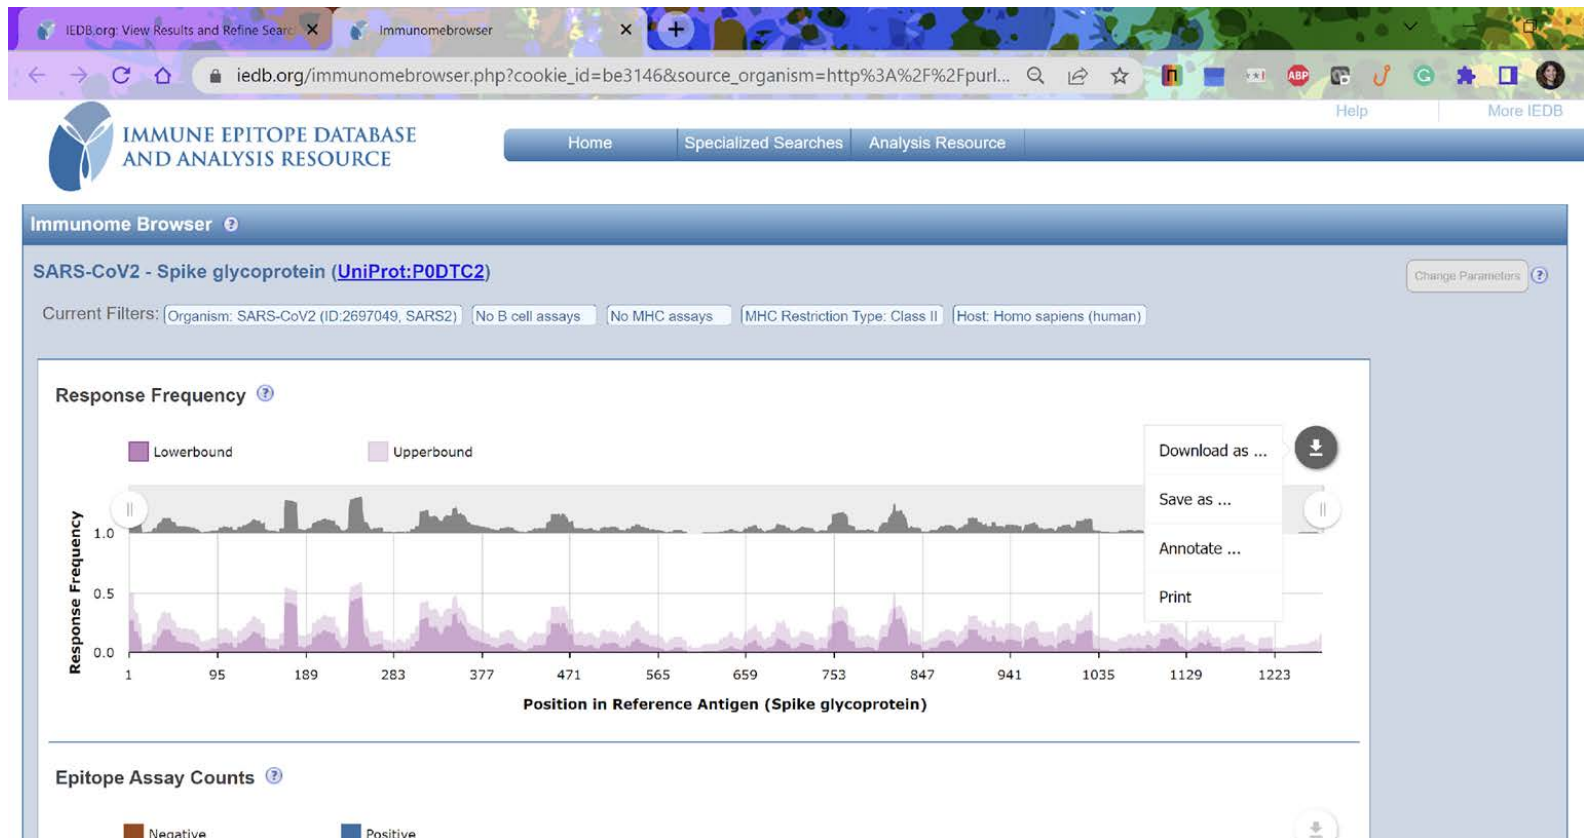 IEDB.org: View Results and Refine Searc
Immunomebrowser
iedb.org/immunomebrowser.php?cookie_id=be3146&source_organism=http%3A%2F%2Fpurl...
ABP
G
Help
More IEDB
IMMUNE EPITOPE DATABASE
AND ANALYSIS RESOURCE
Home
Specialized Searches
Analysis Resource
Immunome Browser
SARS-CoV2 - Spike glycoprotein (UniProt:P0DTC2)
Change Parameters
Current Filters: Organism: SARS-CoV2 (ID:2697049, SARS2) No B cell assays No MHC assays MHC Restriction Type: Class II Host: Homo sapiens (human)
Response Frequency
Lowerbound
Upperbound
Download as ...
Save as ...
Annotate ...
Print
Response Frequency
1.0
0.5
0.0
1 95 189 283 377 471 565 659 753 847 941 1035 1129 1223
Position in Reference Antigen (Spike glycoprotein)
Epitope Assay Counts
Negative
Positive